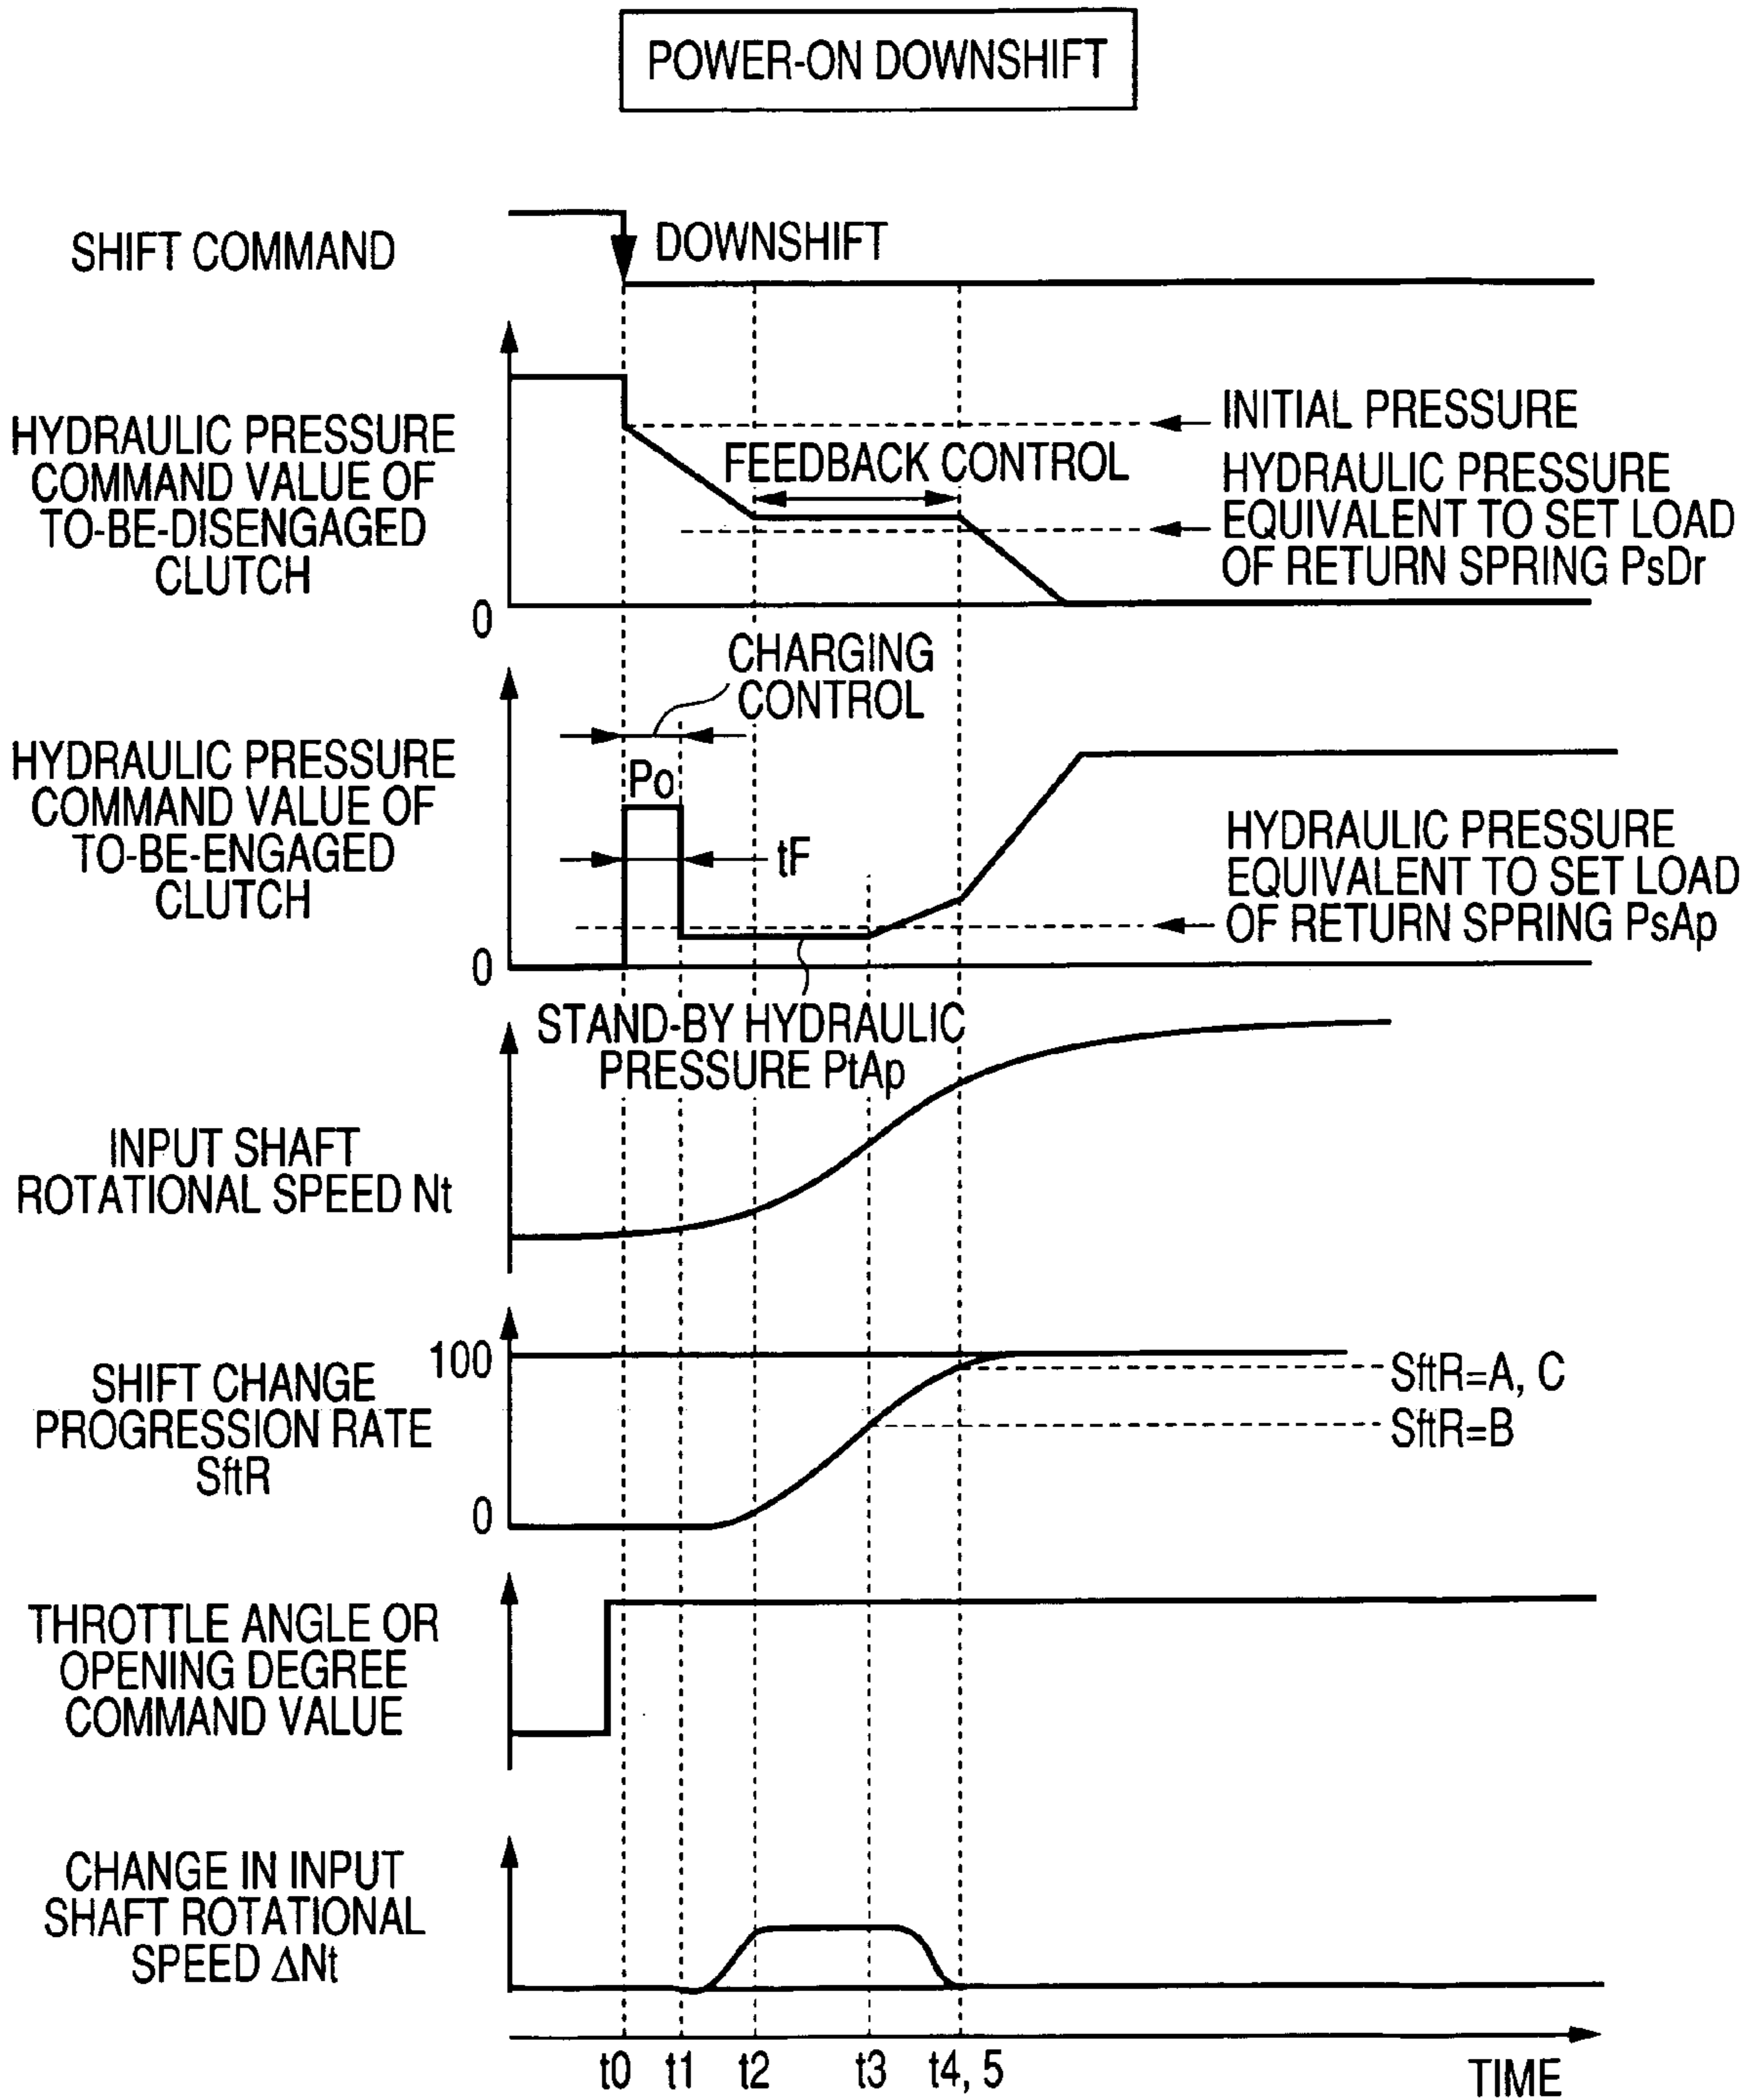 POWER-ON DOWNSHIFT
SHIFT COMMAND
DOWNSHIFT
HYDRAULIC PRESSURE
COMMAND VALUE OF
TO-BE-DISENGAGED
CLUTCH
0
INITIAL PRESSURE
FEEDBACK CONTROL
HYDRAULIC PRESSURE
EQUIVALENT TO SET LOAD
OF RETURN SPRING PsDr
CHARGING
CONTROL
HYDRAULIC PRESSURE
COMMAND VALUE OF
TO-BE-ENGAGED
CLUTCH
0
Po
tF
HYDRAULIC PRESSURE
EQUIVALENT TO SET LOAD
OF RETURN SPRING PsAp
STAND-BY HYDRAULIC
PRESSURE PtAp
INPUT SHAFT
ROTATIONAL SPEED Nt
SHIFT CHANGE
PROGRESSION RATE
SftR
100
0
SftR=A, C
SftR=B
THROTTLE ANGLE OR
OPENING DEGREE
COMMAND VALUE
CHANGE IN INPUT
SHAFT ROTATIONAL
SPEED ΔNt
t0 t1 t2 t3 t4, 5 TIME